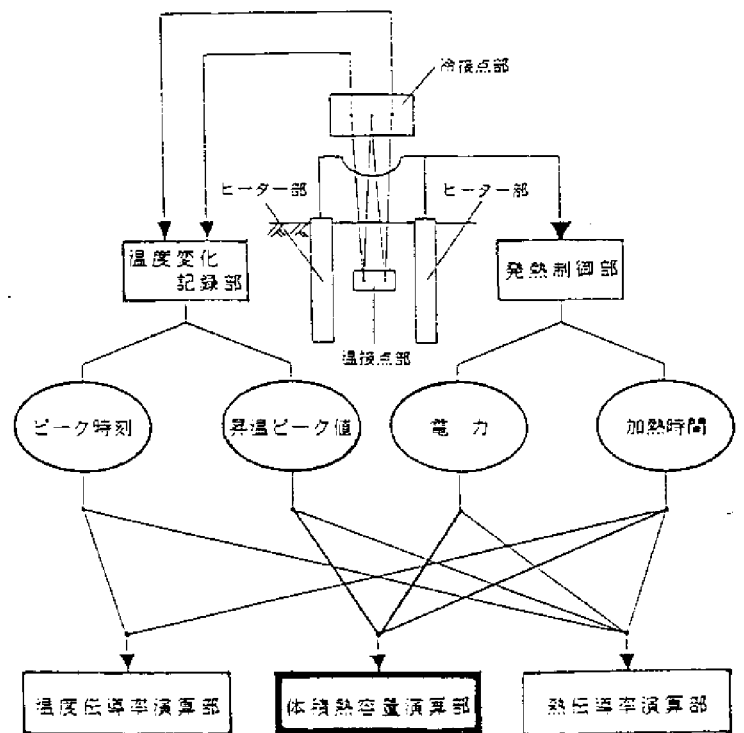 冷接点部
ヒーター部
ヒーター部
温度変化
記録部
発熱制御部
温接点部
ピーク時刻
昇温ピーク値
電力
加熱時間
温度伝導率演算部
体積熱容量演算部
熱伝導率演算部